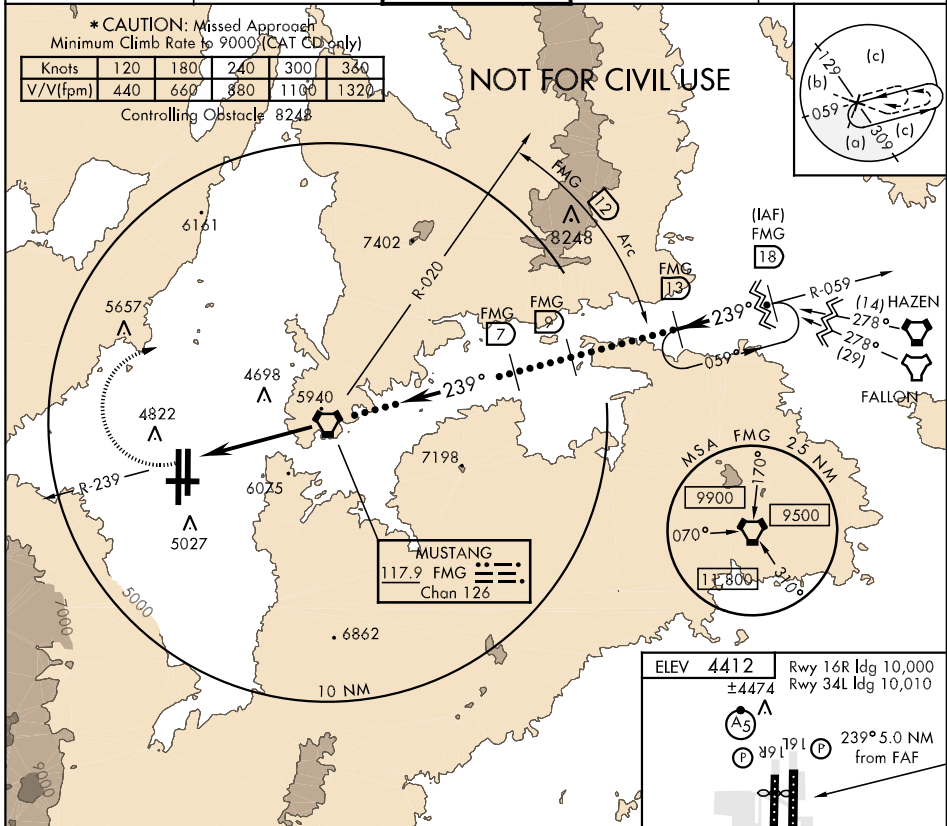 * CAUTION: Missed Approach
Minimum Climb Rate to 9000 (CAT CD only)
Knots 120 180 240 300 360
V/V(fpm) 440 660 880 1100 1320
Controlling Obstacle 8248
NOT FOR CIVIL USE
129
(c)
(b)
059
(a)
309
(c)
FMG 12
Arc
8248
6161
7402
R-020
(IAF)
FMG
18
FMG
13
R-059
(14) HAZEN
278°
278°
(29)
FALLON
239°
059°
FMG
7
FMG
9
5657
4698
5940
239°
4822
R-239
6025
7198
5027
MUSTANG
117.9 FMG
Chan 126
MSA FMG 25 NM
170°
9900
9500
070°
11,800
310°
5000
7000
9000
6862
10 NM
ELEV 4412
Rwy 16R ldg 10,000
Rwy 34L ldg 10,010
±4474
A5
P
16R
16L
P
239° 5.0 NM
from FAF